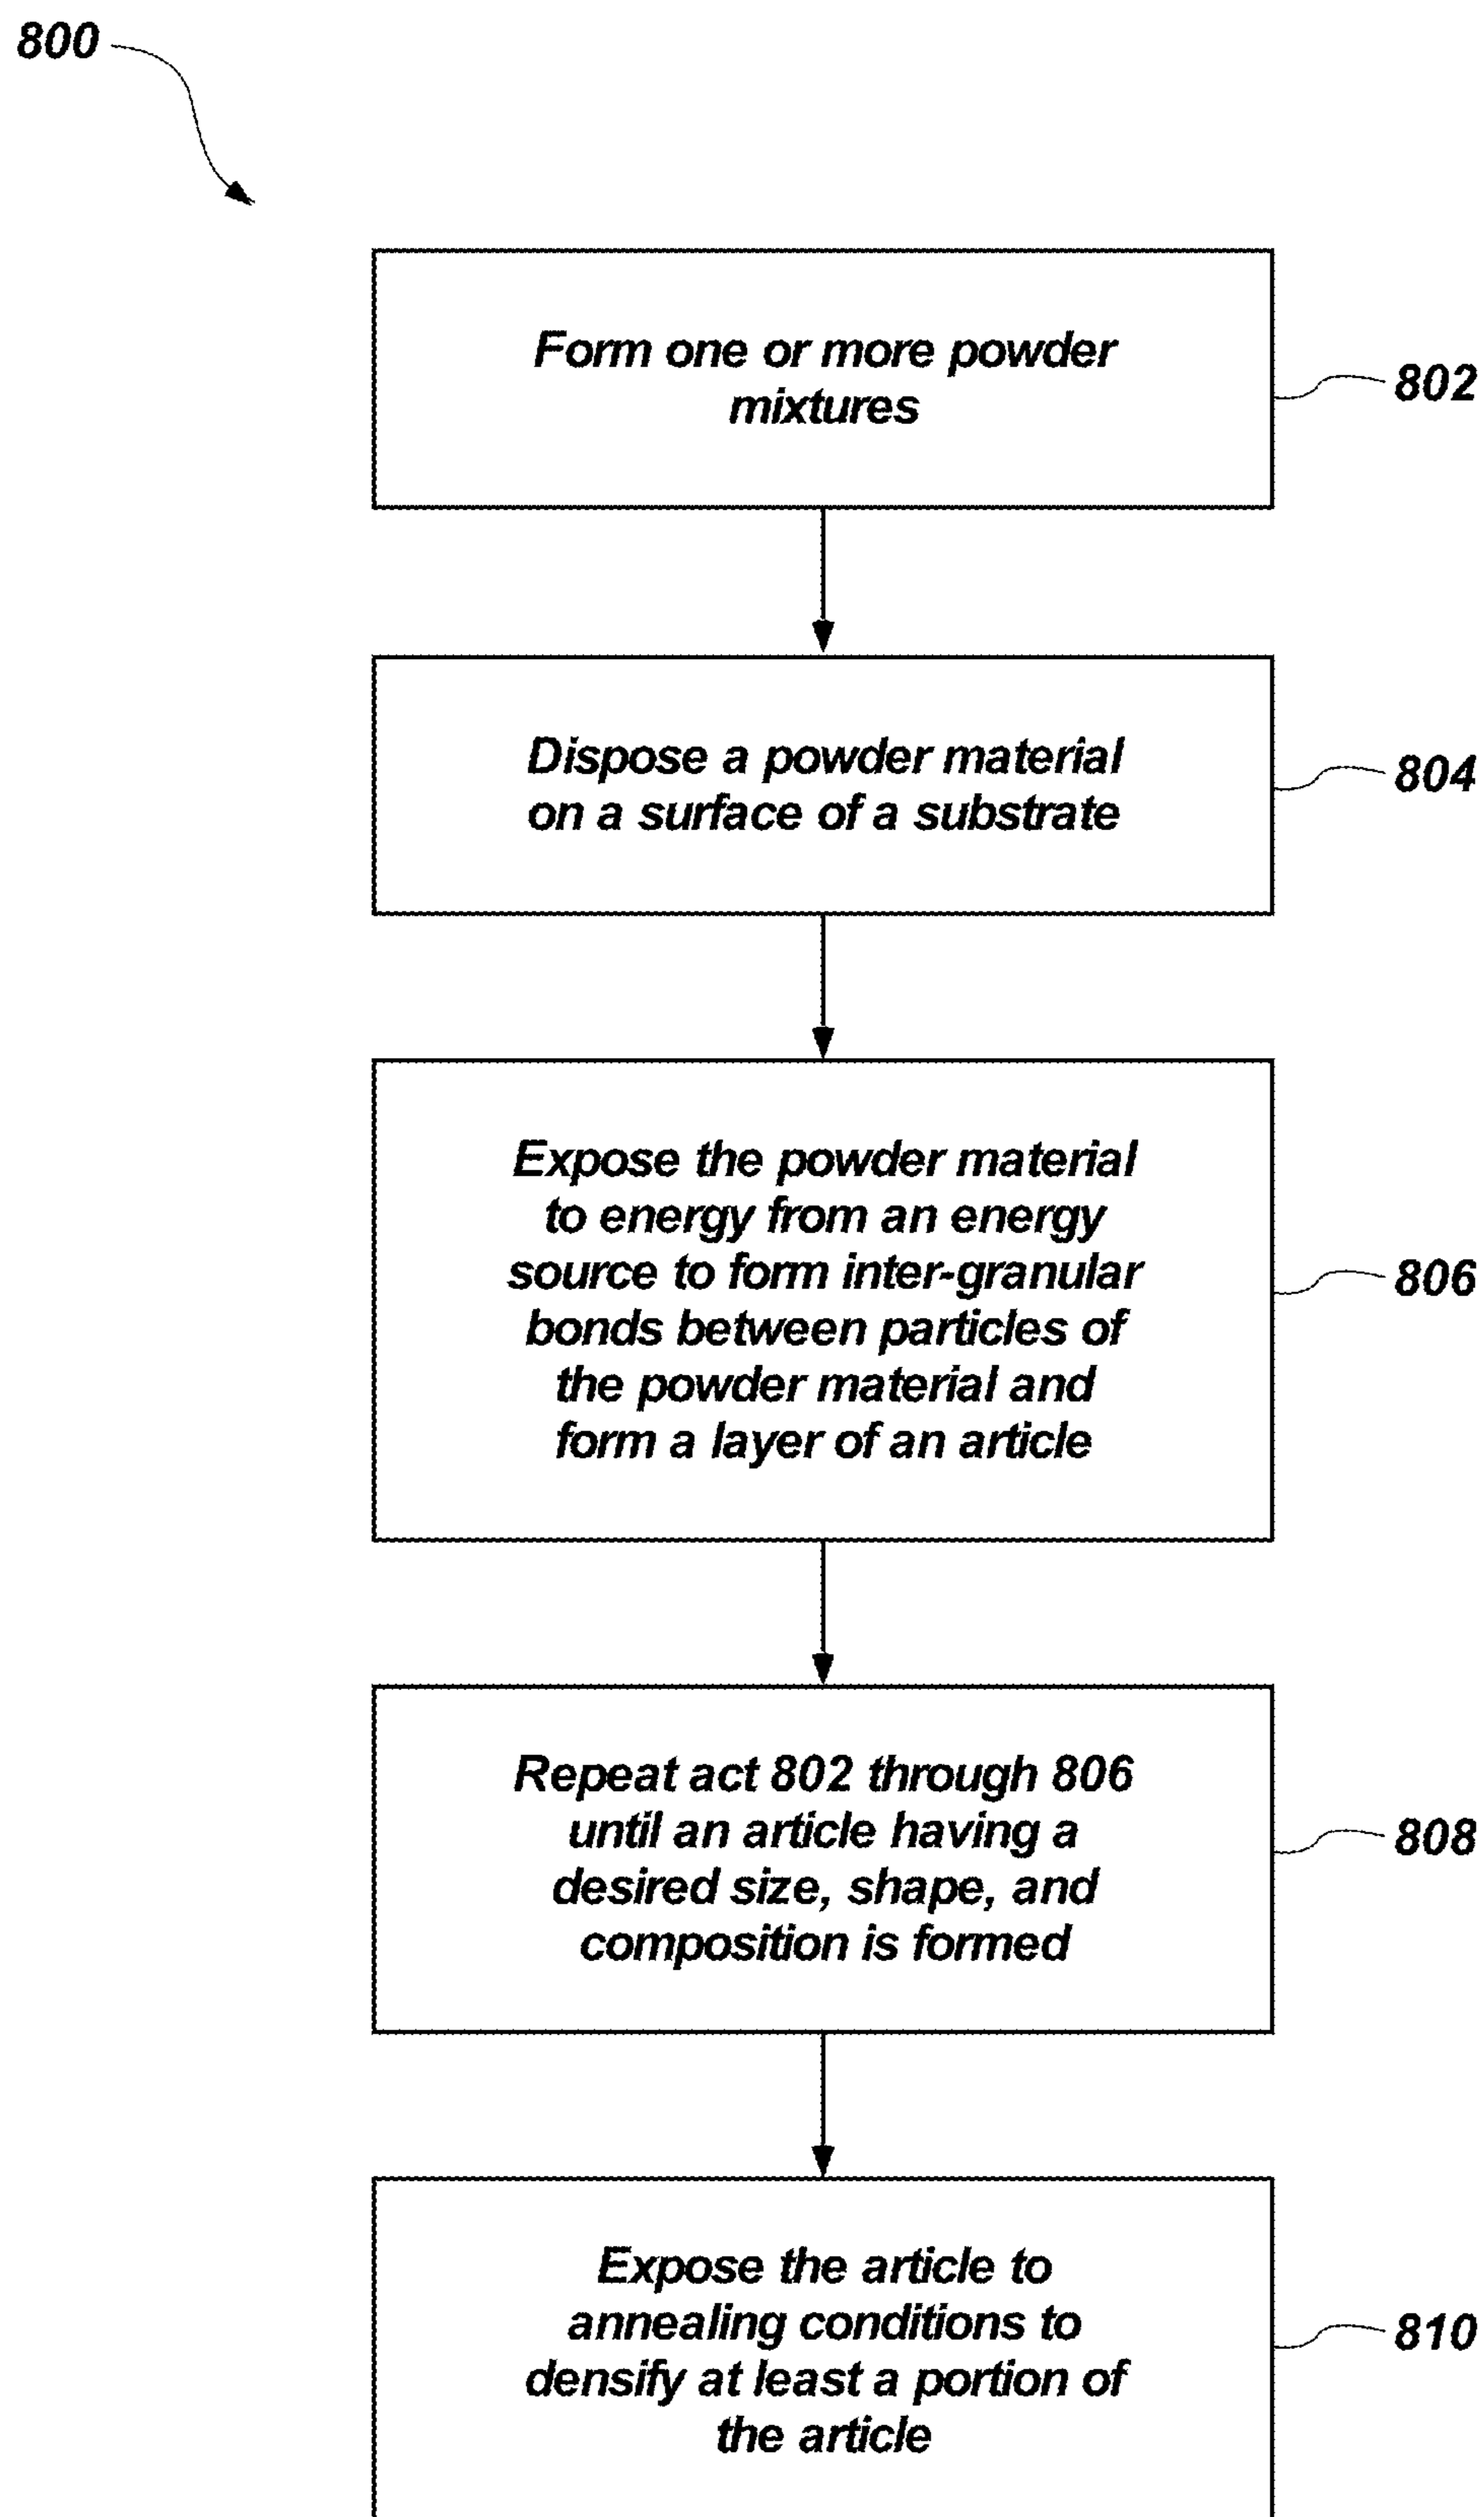 800
Form one or more powder
mixtures
802
Dispose a powder material
on a surface of a substrate
804
Expose the powder material
to energy from an energy
source to form inter-granular
bonds between particles of
the powder material and
form a layer of an article
806
Repeat act 802 through 806
until an article having a
desired size, shape, and
composition is formed
808
Expose the article to
annealing conditions to
densify at least a portion of
the article
810